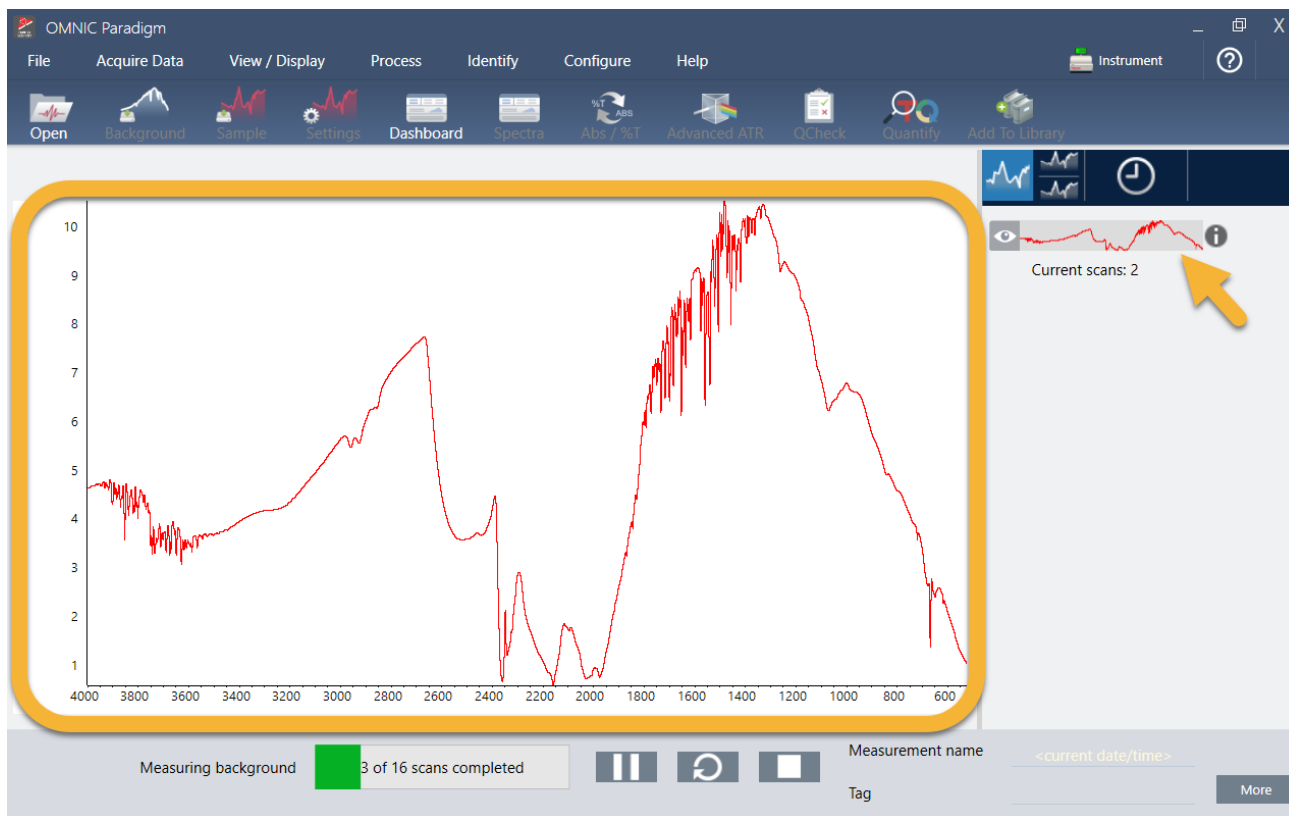 OMNIC Paradigm
X
File Acquire Data View / Display Process Identify Configure Help Instrument ?
%T ABS
Open Background Sample Settings Dashboard Spectra Abs / %T Advanced ATR QCheck Quantify Add To Library
i
Current scans: 2
10
9
8
7
6
5
4
3
2
1
4000 3800 3600 3400 3200 3000 2800 2600 2400 2200 2000 1800 1600 1400 1200 1000 800 600
Measuring background 3 of 16 scans completed
Measurement name <current date/time>
Tag
More